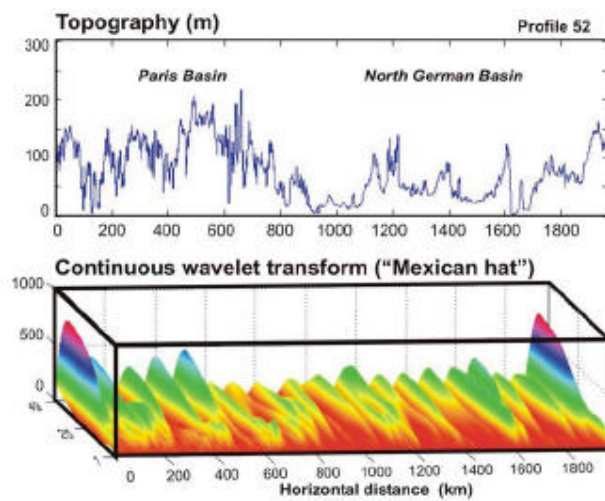 Topography (m)
Profile 52
300
200
100
0
Paris Basin
North German Basin
0 200 400 600 800 1000 1200 1400 1600 1800
Continuous wavelet transform (“Mexican hat”)
1000
500
0
0 200 400 600 800 1000 1200 1400 1600 1800
Horizontal distance (km)